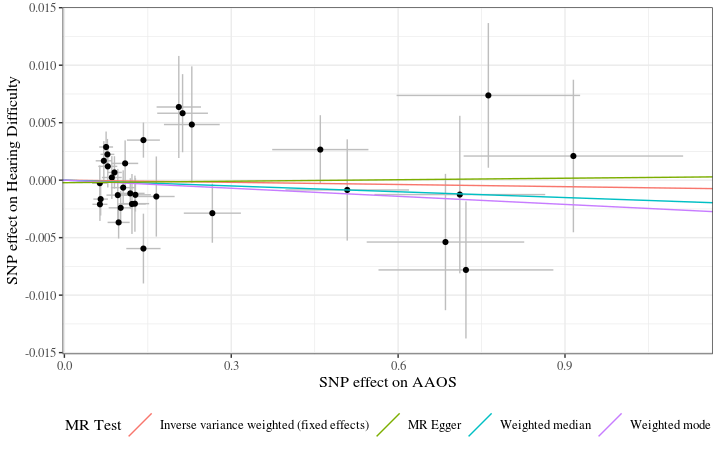 0.015
0.010
0.005
0.000
-0.005
-0.010
-0.015
SNP effect on Hearing Difficulty
0.0 0.3 0.6 0.9
SNP effect on AAOS
MR Test Inverse variance weighted (fixed effects) MR Egger Weighted median Weighted mode